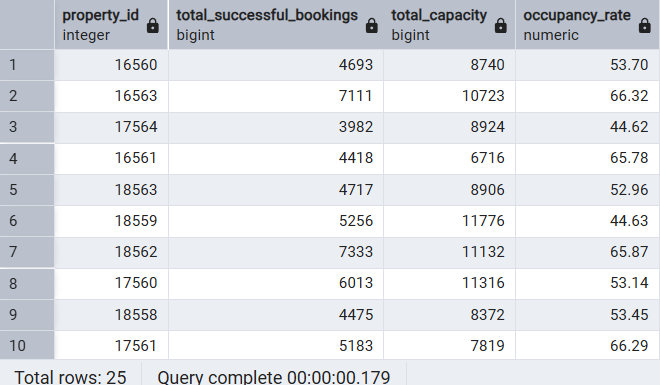 property_id total_successful_bookings total_capacity occupancy_rate
integer bigint bigint numeric
1 16560 4693 8740 53.70
2 16563 7111 10723 66.32
3 17564 3982 8924 44.62
4 16561 4418 6716 65.78
5 18563 4717 8906 52.96
6 18559 5256 11776 44.63
7 18562 7333 11132 65.87
8 17560 6013 11316 53.14
9 18558 4475 8372 53.45
10 17561 5183 7819 66.29
Total rows: 25 Query complete 00:00:00.179